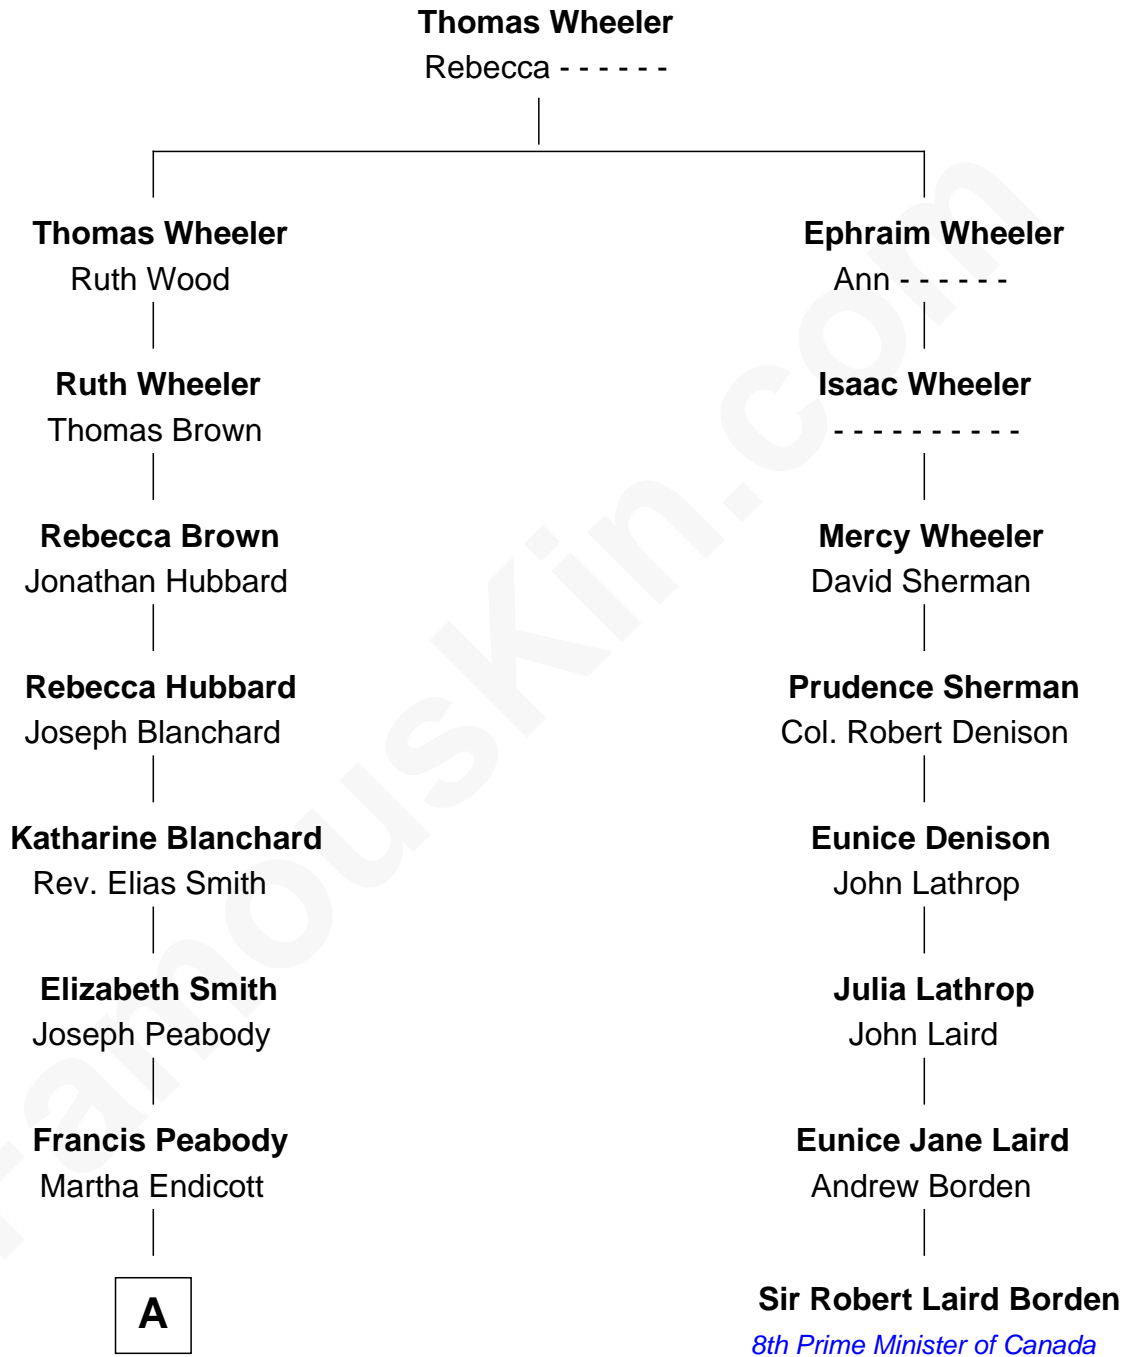 Thomas Wheeler
Rebecca - - - - - -
Thomas Wheeler
Ruth Wood
Ephraim Wheeler
Ann - - - - - -
Ruth Wheeler
Thomas Brown
Isaac Wheeler
- - - - - - - - - -
Rebecca Brown
Jonathan Hubbard
Mercy Wheeler
David Sherman
Rebecca Hubbard
Joseph Blanchard
Prudence Sherman
Col. Robert Denison
Katharine Blanchard
Rev. Elias Smith
Eunice Denison
John Lathrop
Elizabeth Smith
Joseph Peabody
Julia Lathrop
John Laird
Francis Peabody
Martha Endicott
Eunice Jane Laird
Andrew Borden
A
Sir Robert Laird Borden
8th Prime Minister of Canada
FamousKin.com